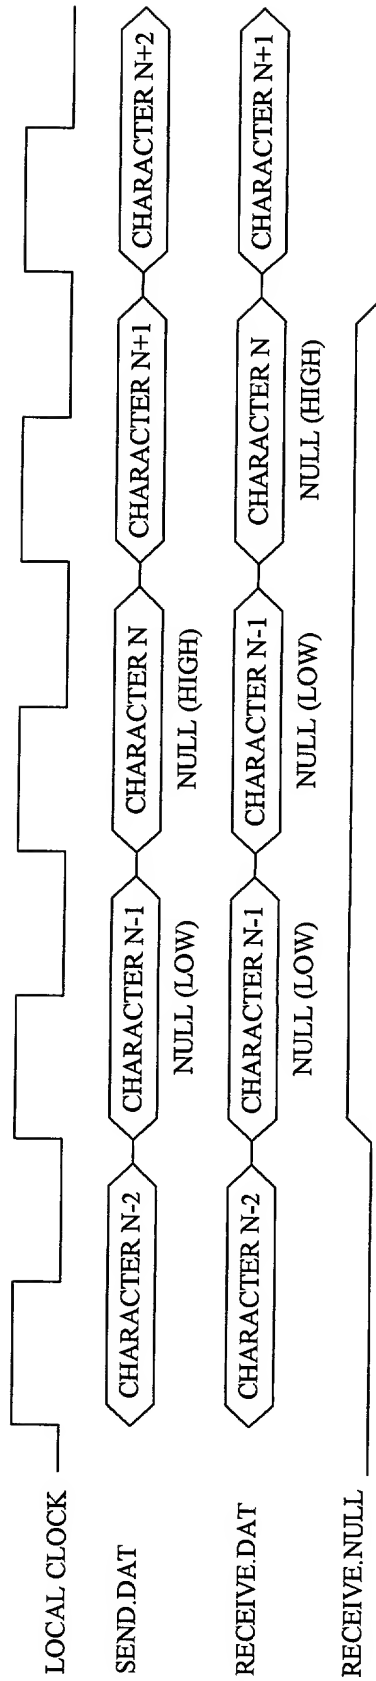 LOCAL CLOCK
SEND.DAT
CHARACTER N-2
CHARACTER N-1
CHARACTER N
CHARACTER N+1
CHARACTER N+2
NULL (LOW)
NULL (HIGH)
RECEIVE.DAT
CHARACTER N-2
CHARACTER N-1
CHARACTER N-1
CHARACTER N
CHARACTER N+1
NULL (LOW)
NULL (LOW)
NULL (HIGH)
RECEIVE.NULL